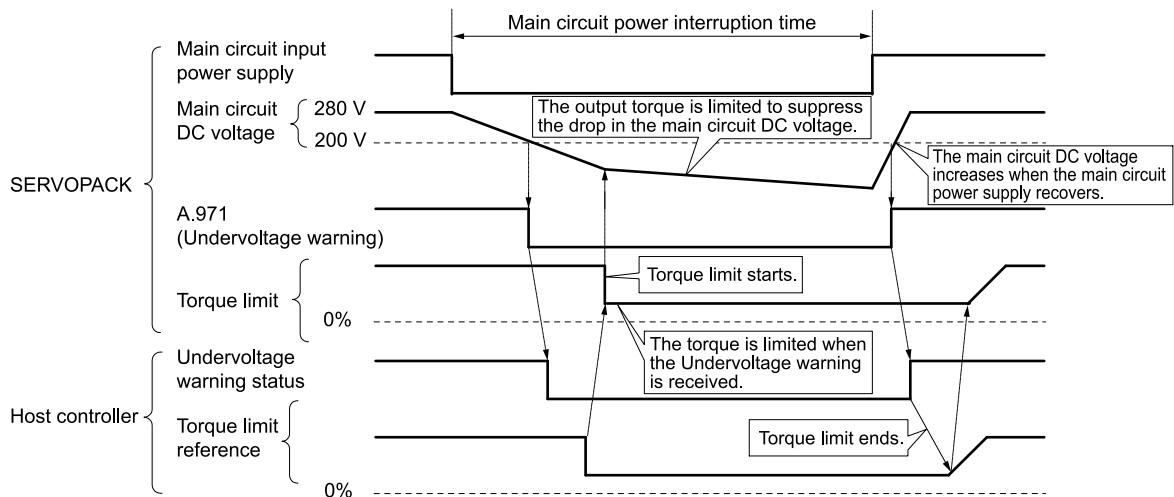 Main circuit power interruption time
Main circuit input
power supply
Main circuit
DC voltage
280 V
200 V
The output torque is limited to suppress
the drop in the main circuit DC voltage.
The main circuit DC voltage
increases when the main circuit
power supply recovers.
SERVOPACK
A.971
(Undervoltage warning)
Torque limit starts.
Torque limit
0%
The torque is limited when
the Undervoltage warning
is received.
Undervoltage
warning status
Host controller
Torque limit
reference
Torque limit ends.
0%